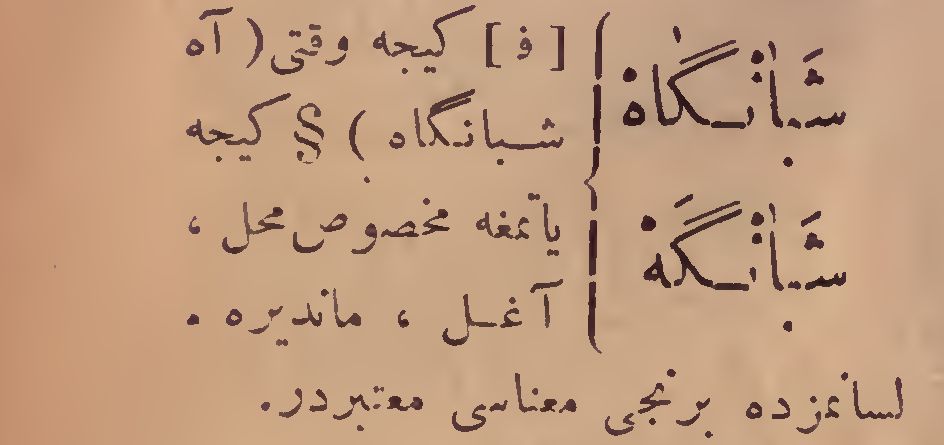 شَبانْگاهْ } [ ف ] كيجه وقتى ( آه
شبانگاه ) § كيجه
شَبانْگَهْ } ياتمغه مخصوص محل ،
آغل ، مانديره .
لسانمزده برنجى معناسى معتبردر.